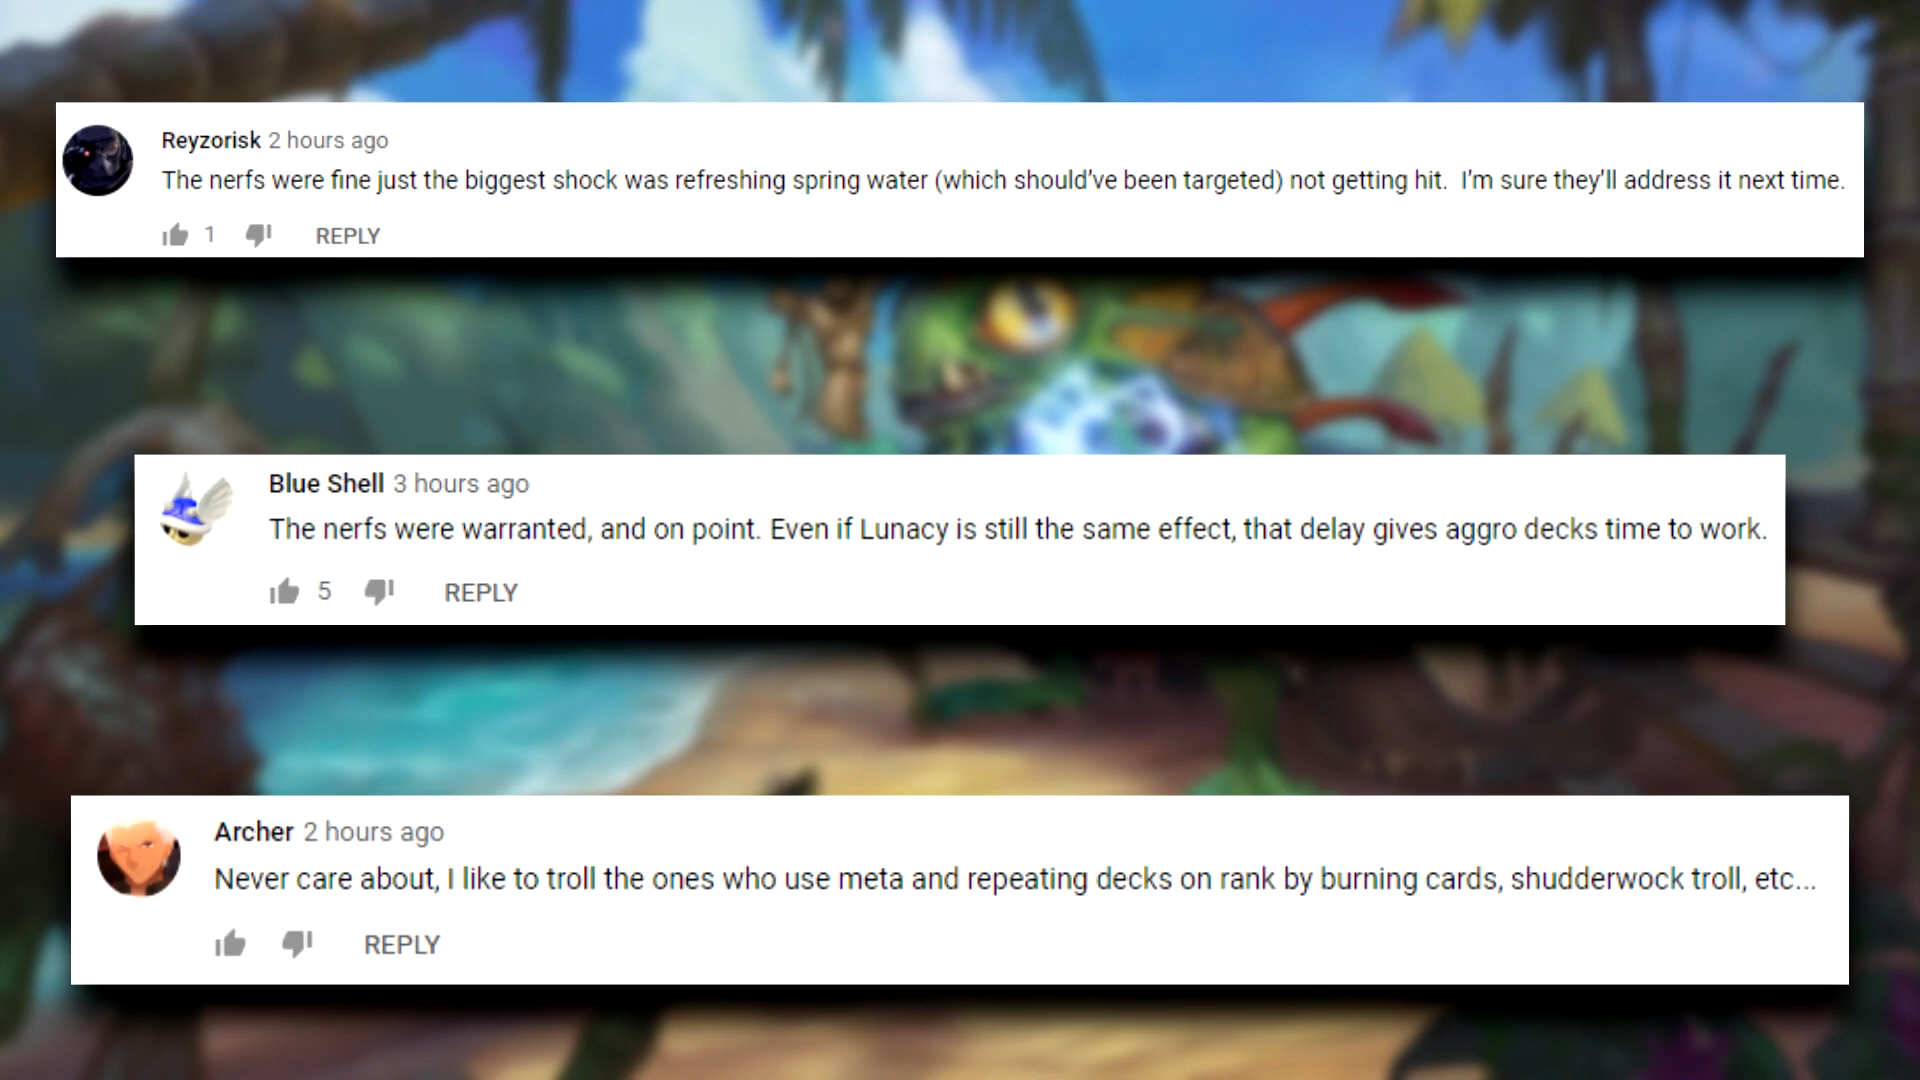 Reyzorisk 2 hours ago
The nerfs were fine just the biggest shock was refreshing spring water (which should've been targeted) not getting hit.  I'm sure they'll address it next time.
1 REPLY
Blue Shell 3 hours ago
The nerfs were warranted, and on point. Even if Lunacy is still the same effect, that delay gives aggro decks time to work.
5 REPLY
Archer 2 hours ago
Never care about, I like to troll the ones who use meta and repeating decks on rank by burning cards, shudderwock troll, etc...
REPLY